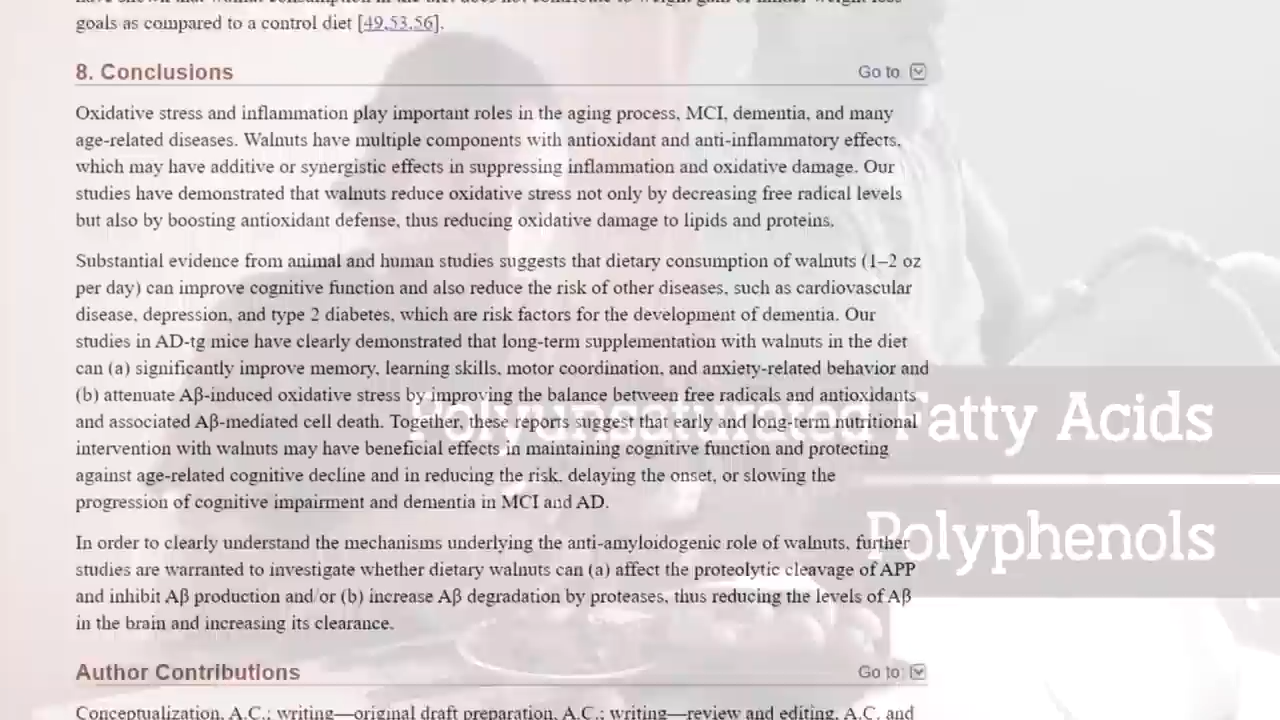 goals as compared to a control diet [49,53,56].
8. Conclusions
Go to
Oxidative stress and inflammation play important roles in the aging process, MCI, dementia, and many
age-related diseases. Walnuts have multiple components with antioxidant and anti-inflammatory effects,
which may have additive or synergistic effects in suppressing inflammation and oxidative damage. Our
studies have demonstrated that walnuts reduce oxidative stress not only by decreasing free radical levels
but also by boosting antioxidant defense, thus reducing oxidative damage to lipids and proteins.
Substantial evidence from animal and human studies suggests that dietary consumption of walnuts (1–2 oz
per day) can improve cognitive function and also reduce the risk of other diseases, such as cardiovascular
disease, depression, and type 2 diabetes, which are risk factors for the development of dementia. Our
studies in AD-tg mice have clearly demonstrated that long-term supplementation with walnuts in the diet
can (a) significantly improve memory, learning skills, motor coordination, and anxiety-related behavior and
(b) attenuate Aβ-induced oxidative stress by improving the balance between free radicals and antioxidants
and associated Aβ-mediated cell death. Together, these reports suggest that early and long-term nutritional
intervention with walnuts may have beneficial effects in maintaining cognitive function and protecting
against age-related cognitive decline and in reducing the risk, delaying the onset, or slowing the
progression of cognitive impairment and dementia in MCI and AD.
Polyunsaturated Fatty Acids
Polyphenols
In order to clearly understand the mechanisms underlying the anti-amyloidogenic role of walnuts, further
studies are warranted to investigate whether dietary walnuts can (a) affect the proteolytic cleavage of APP
and inhibit Aβ production and/or (b) increase Aβ degradation by proteases, thus reducing the levels of Aβ
in the brain and increasing its clearance.
Author Contributions
Go to:
Conceptualization, A.C.; writing—original draft preparation, A.C.; writing—review and editing, A.C. and